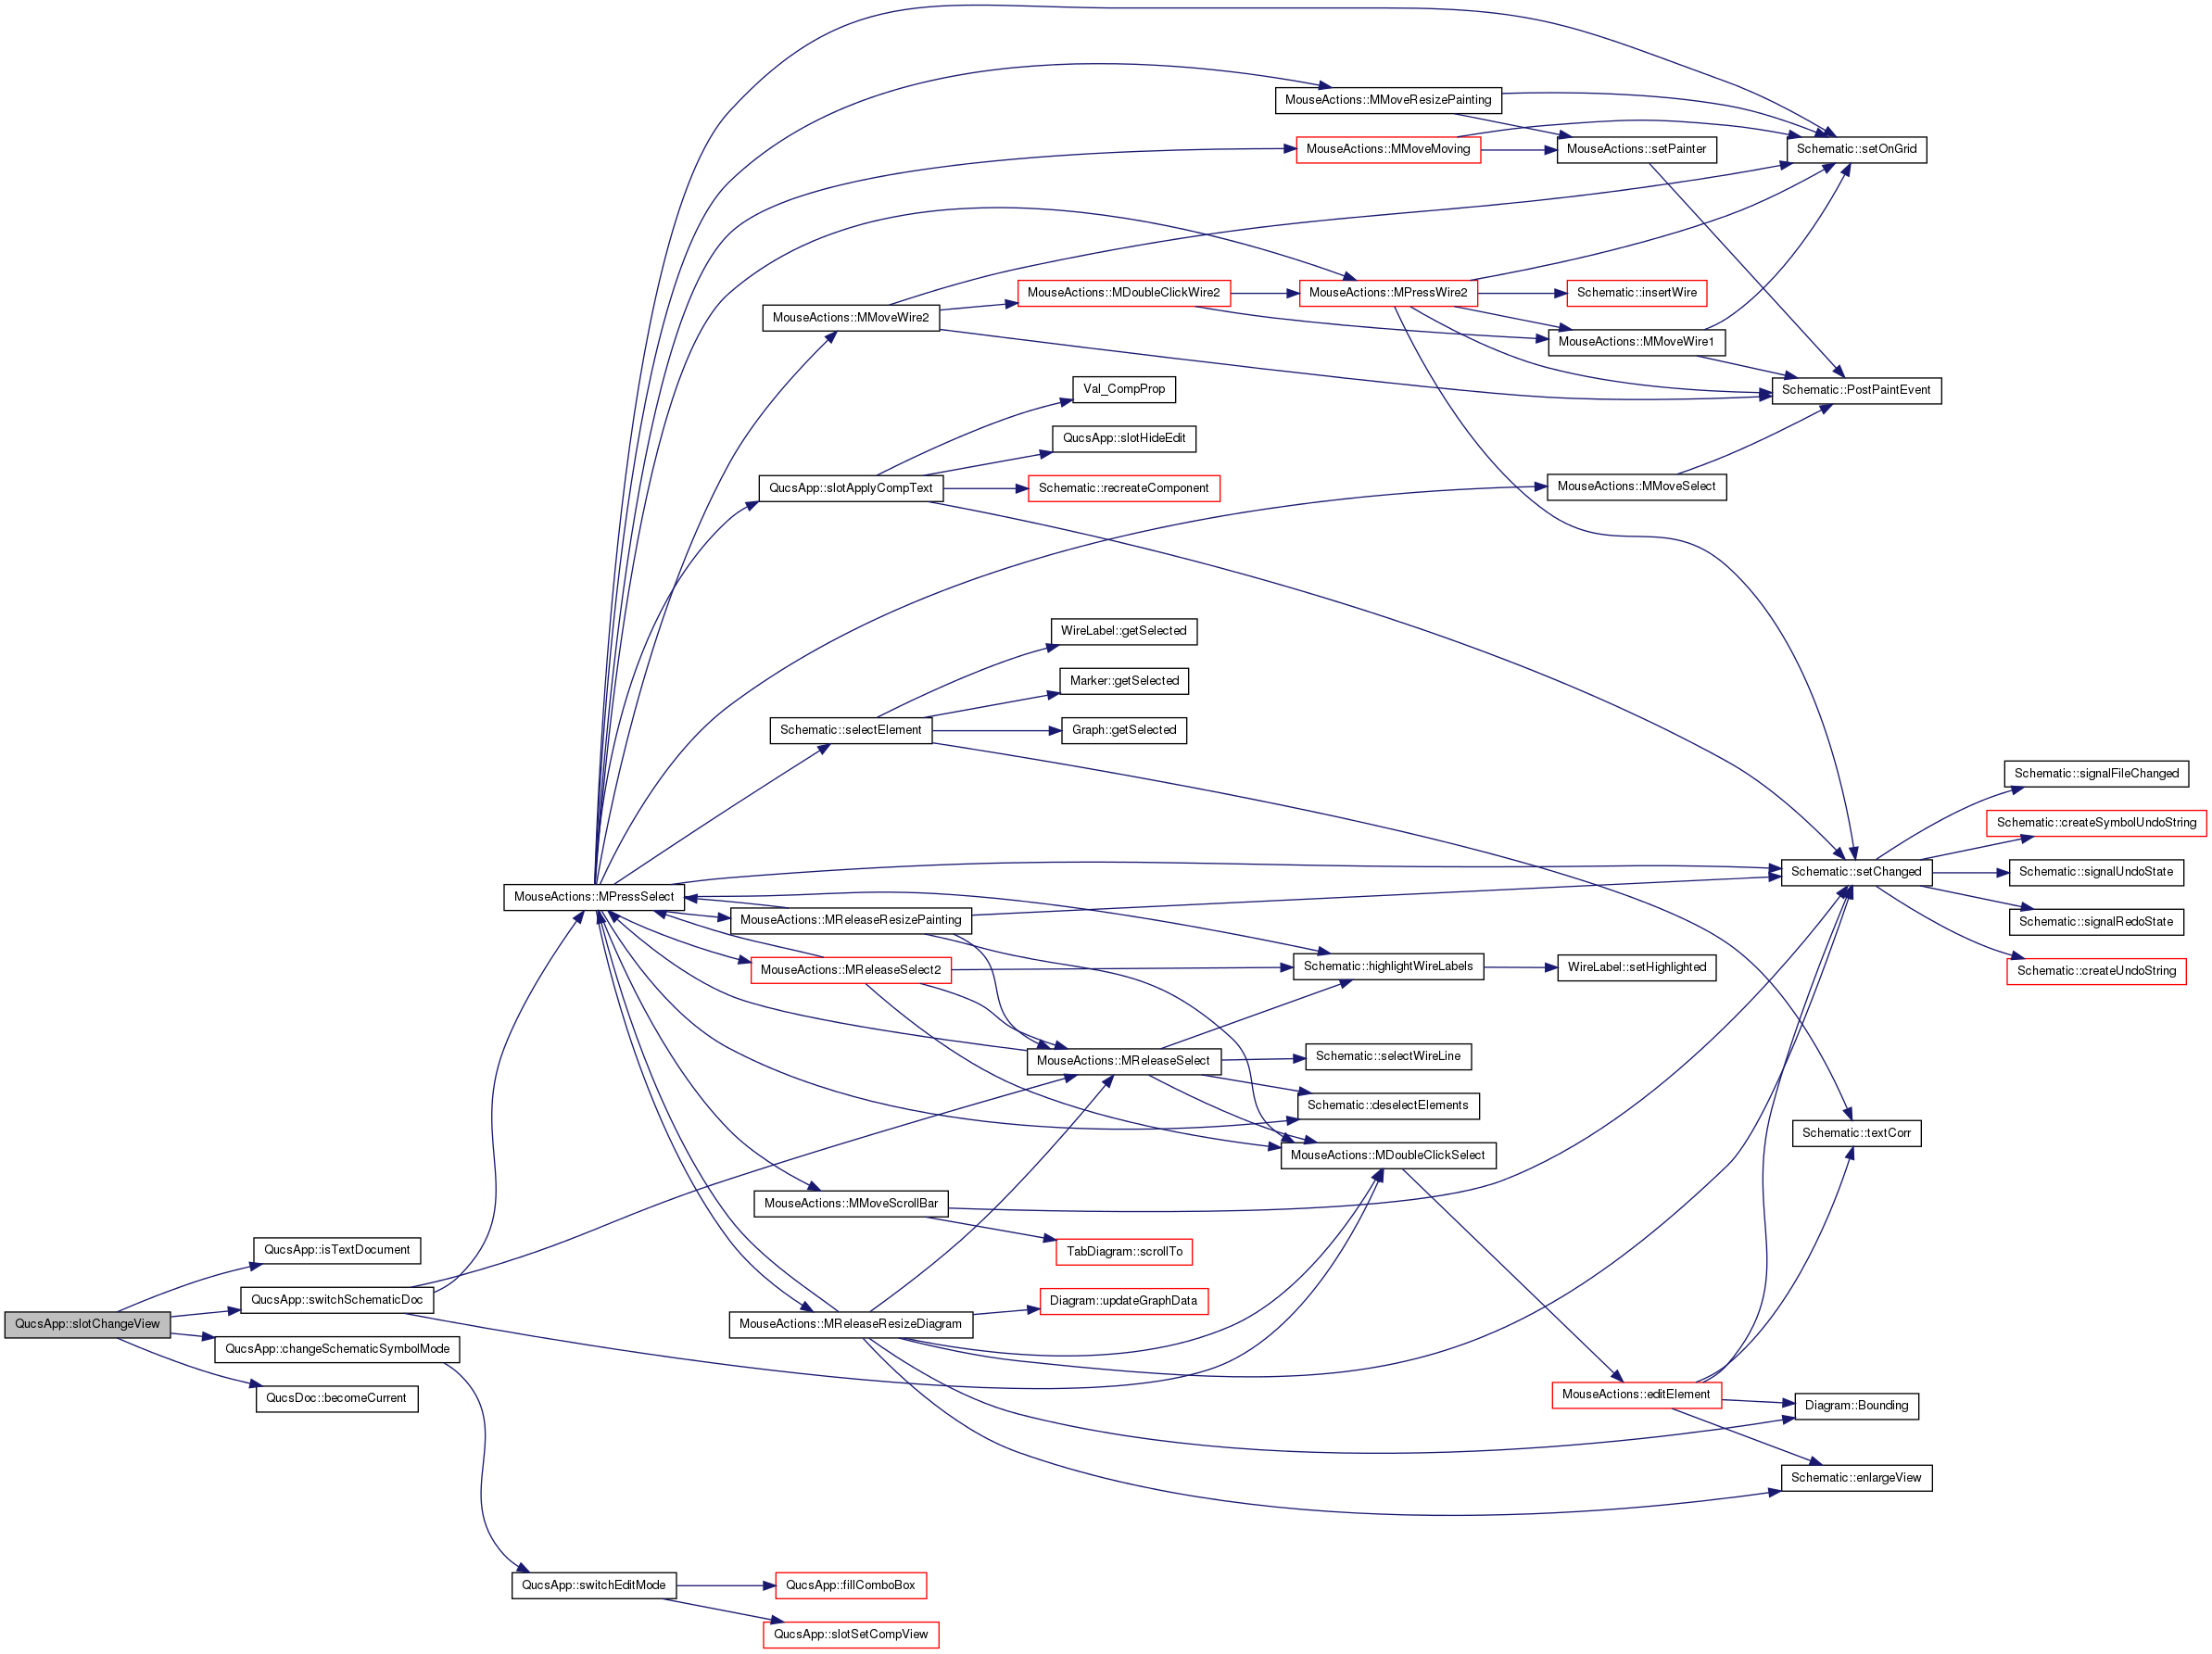 MouseActions::MMoveResizePainting
MouseActions::MMoveMoving
MouseActions::setPainter
Schematic::setOnGrid
MouseActions::MDoubleClickWire2
MouseActions::MPressWire2
Schematic::insertWire
MouseActions::MMoveWire2
MouseActions::MMoveWire1
Val_CompProp
Schematic::PostPaintEvent
QucsApp::slotHideEdit
QucsApp::slotApplyCompText
Schematic::recreateComponent
MouseActions::MMoveSelect
WireLabel::getSelected
Marker::getSelected
Schematic::selectElement
Graph::getSelected
Schematic::signalFileChanged
Schematic::createSymbolUndoString
Schematic::setChanged
Schematic::signalUndoState
MouseActions::MPressSelect
MouseActions::MReleaseResizePainting
Schematic::signalRedoState
MouseActions::MReleaseSelect2
Schematic::highlightWireLabels
WireLabel::setHighlighted
Schematic::createUndoString
MouseActions::MReleaseSelect
Schematic::selectWireLine
Schematic::deselectElements
Schematic::textCorr
MouseActions::MDoubleClickSelect
MouseActions::MMoveScrollBar
QucsApp::isTextDocument
TabDiagram::scrollTo
QucsApp::switchSchematicDoc
Diagram::updateGraphData
QucsApp::slotChangeView
MouseActions::MReleaseResizeDiagram
QucsApp::changeSchematicSymbolMode
QucsDoc::becomeCurrent
MouseActions::editElement
Diagram::Bounding
Schematic::enlargeView
QucsApp::switchEditMode
QucsApp::fillComboBox
QucsApp::slotSetCompView